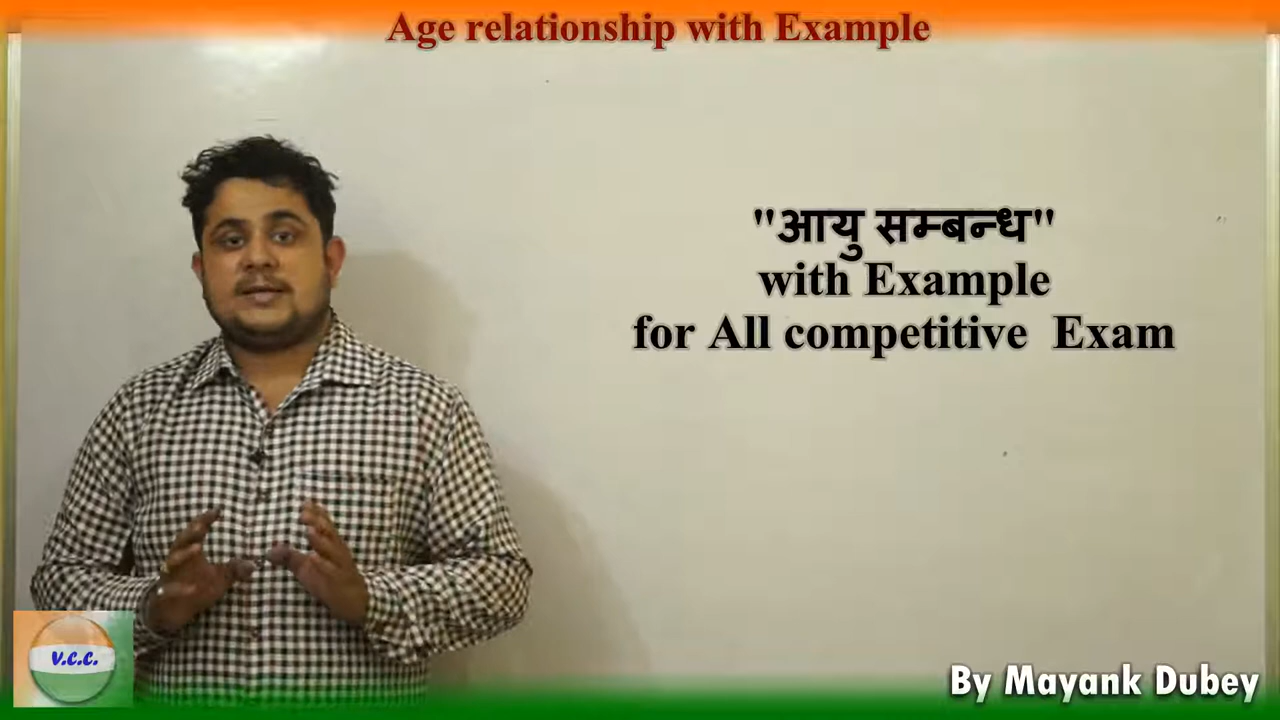 Age relationship with Example
"आयु सम्बन्ध"
with Example
for All competitive Exam
V.C.C.
By Mayank Dubey